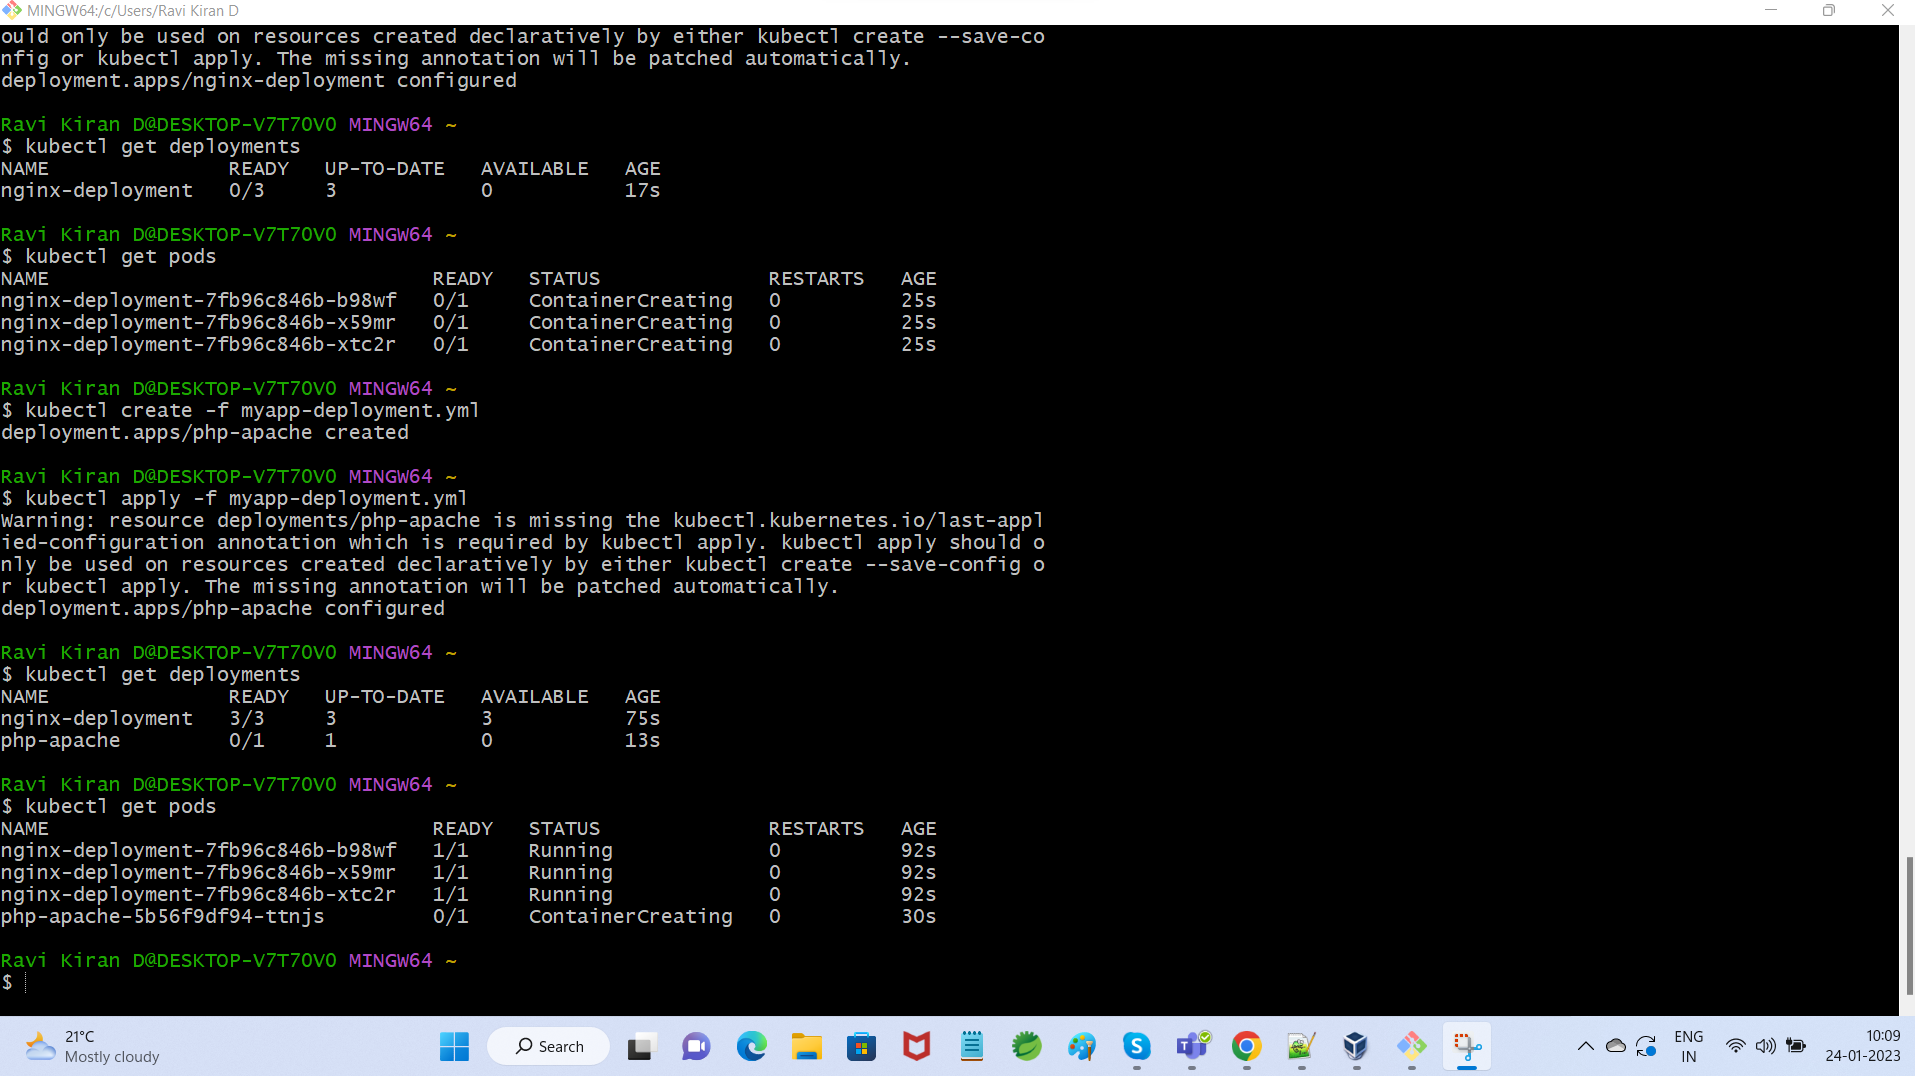 MINGW64:/c/Users/Ravi Kiran D
ould only be used on resources created declaratively by either kubectl create --save-co
nfig or kubectl apply. The missing annotation will be patched automatically.
deployment.apps/nginx-deployment configured
Ravi Kiran D@DESKTOP-V7T70V0 MINGW64 ~
$ kubectl get deployments
NAME READY UP-TO-DATE AVAILABLE AGE
nginx-deployment 0/3 3 0 17s
Ravi Kiran D@DESKTOP-V7T70V0 MINGW64 ~
$ kubectl get pods
NAME READY STATUS RESTARTS AGE
nginx-deployment-7fb96c846b-b98wf 0/1 ContainerCreating 0 25s
nginx-deployment-7fb96c846b-x59mr 0/1 ContainerCreating 0 25s
nginx-deployment-7fb96c846b-xtc2r 0/1 ContainerCreating 0 25s
Ravi Kiran D@DESKTOP-V7T70V0 MINGW64 ~
$ kubectl create -f myapp-deployment.yml
deployment.apps/php-apache created
Ravi Kiran D@DESKTOP-V7T70V0 MINGW64 ~
$ kubectl apply -f myapp-deployment.yml
Warning: resource deployments/php-apache is missing the kubectl.kubernetes.io/last-appl
ied-configuration annotation which is required by kubectl apply. kubectl apply should o
nly be used on resources created declaratively by either kubectl create --save-config o
r kubectl apply. The missing annotation will be patched automatically.
deployment.apps/php-apache configured
Ravi Kiran D@DESKTOP-V7T70V0 MINGW64 ~
$ kubectl get deployments
NAME READY UP-TO-DATE AVAILABLE AGE
nginx-deployment 3/3 3 3 75s
php-apache 0/1 1 0 13s
Ravi Kiran D@DESKTOP-V7T70V0 MINGW64 ~
$ kubectl get pods
NAME READY STATUS RESTARTS AGE
nginx-deployment-7fb96c846b-b98wf 1/1 Running 0 92s
nginx-deployment-7fb96c846b-x59mr 1/1 Running 0 92s
nginx-deployment-7fb96c846b-xtc2r 1/1 Running 0 92s
php-apache-5b56f9df94-ttnjs 0/1 ContainerCreating 0 30s
Ravi Kiran D@DESKTOP-V7T70V0 MINGW64 ~
$
21°C
Mostly cloudy
Search
ENG
IN
10:09
24-01-2023